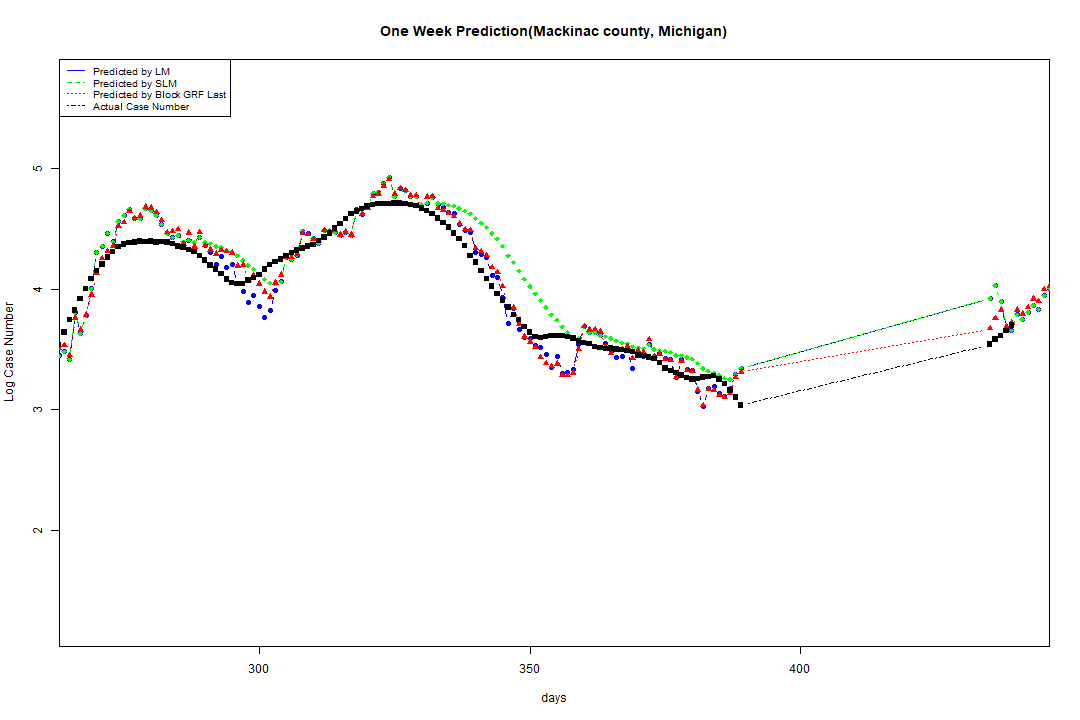 One Week Prediction(Mackinac county, Michigan)
Predicted by LM
Predicted by SLM
Predicted by Block GRF Last
Actual Case Number
Log Case Number
5
4
3
2
300
350
400
days